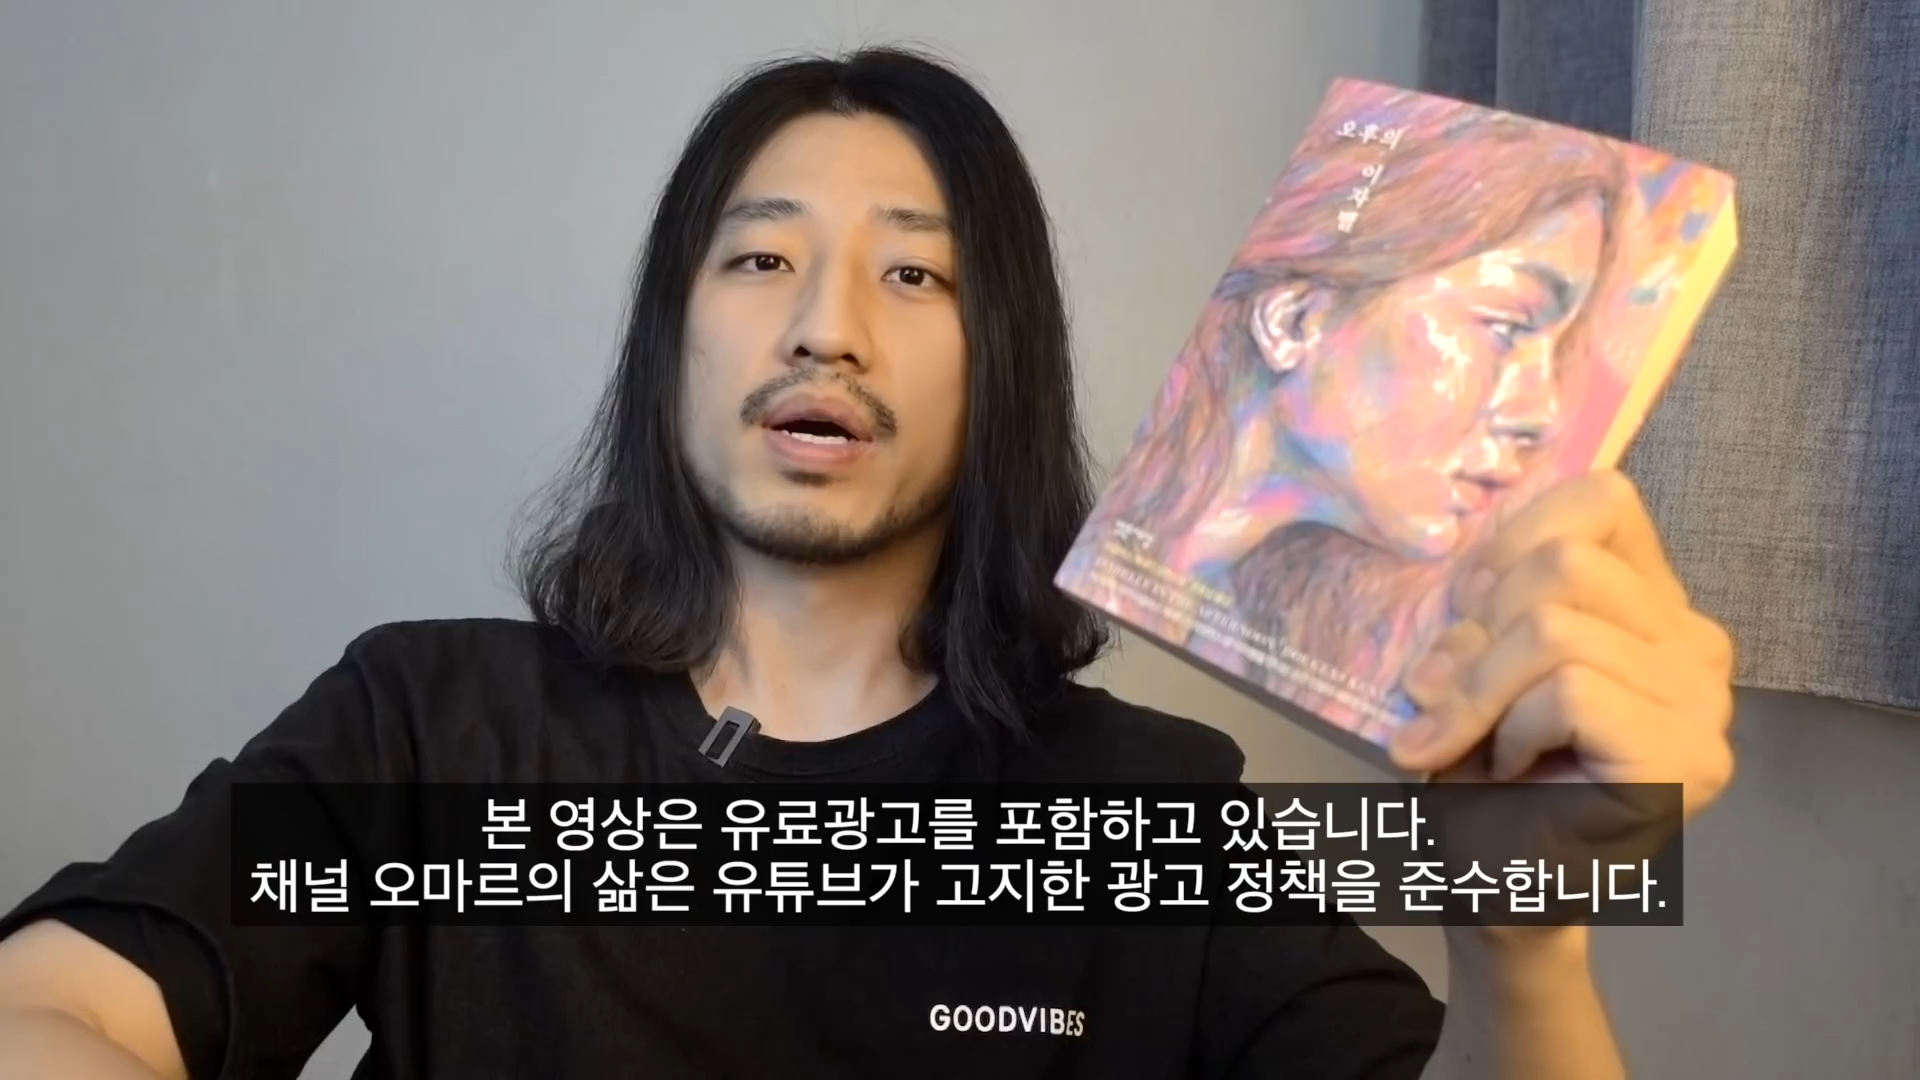 오후의
이
자
벨
본 영상은 유료광고를 포함하고 있습니다.
채널 오마르의 삶은 유튜브가 고지한 광고 정책을 준수합니다.
GOODVIBES